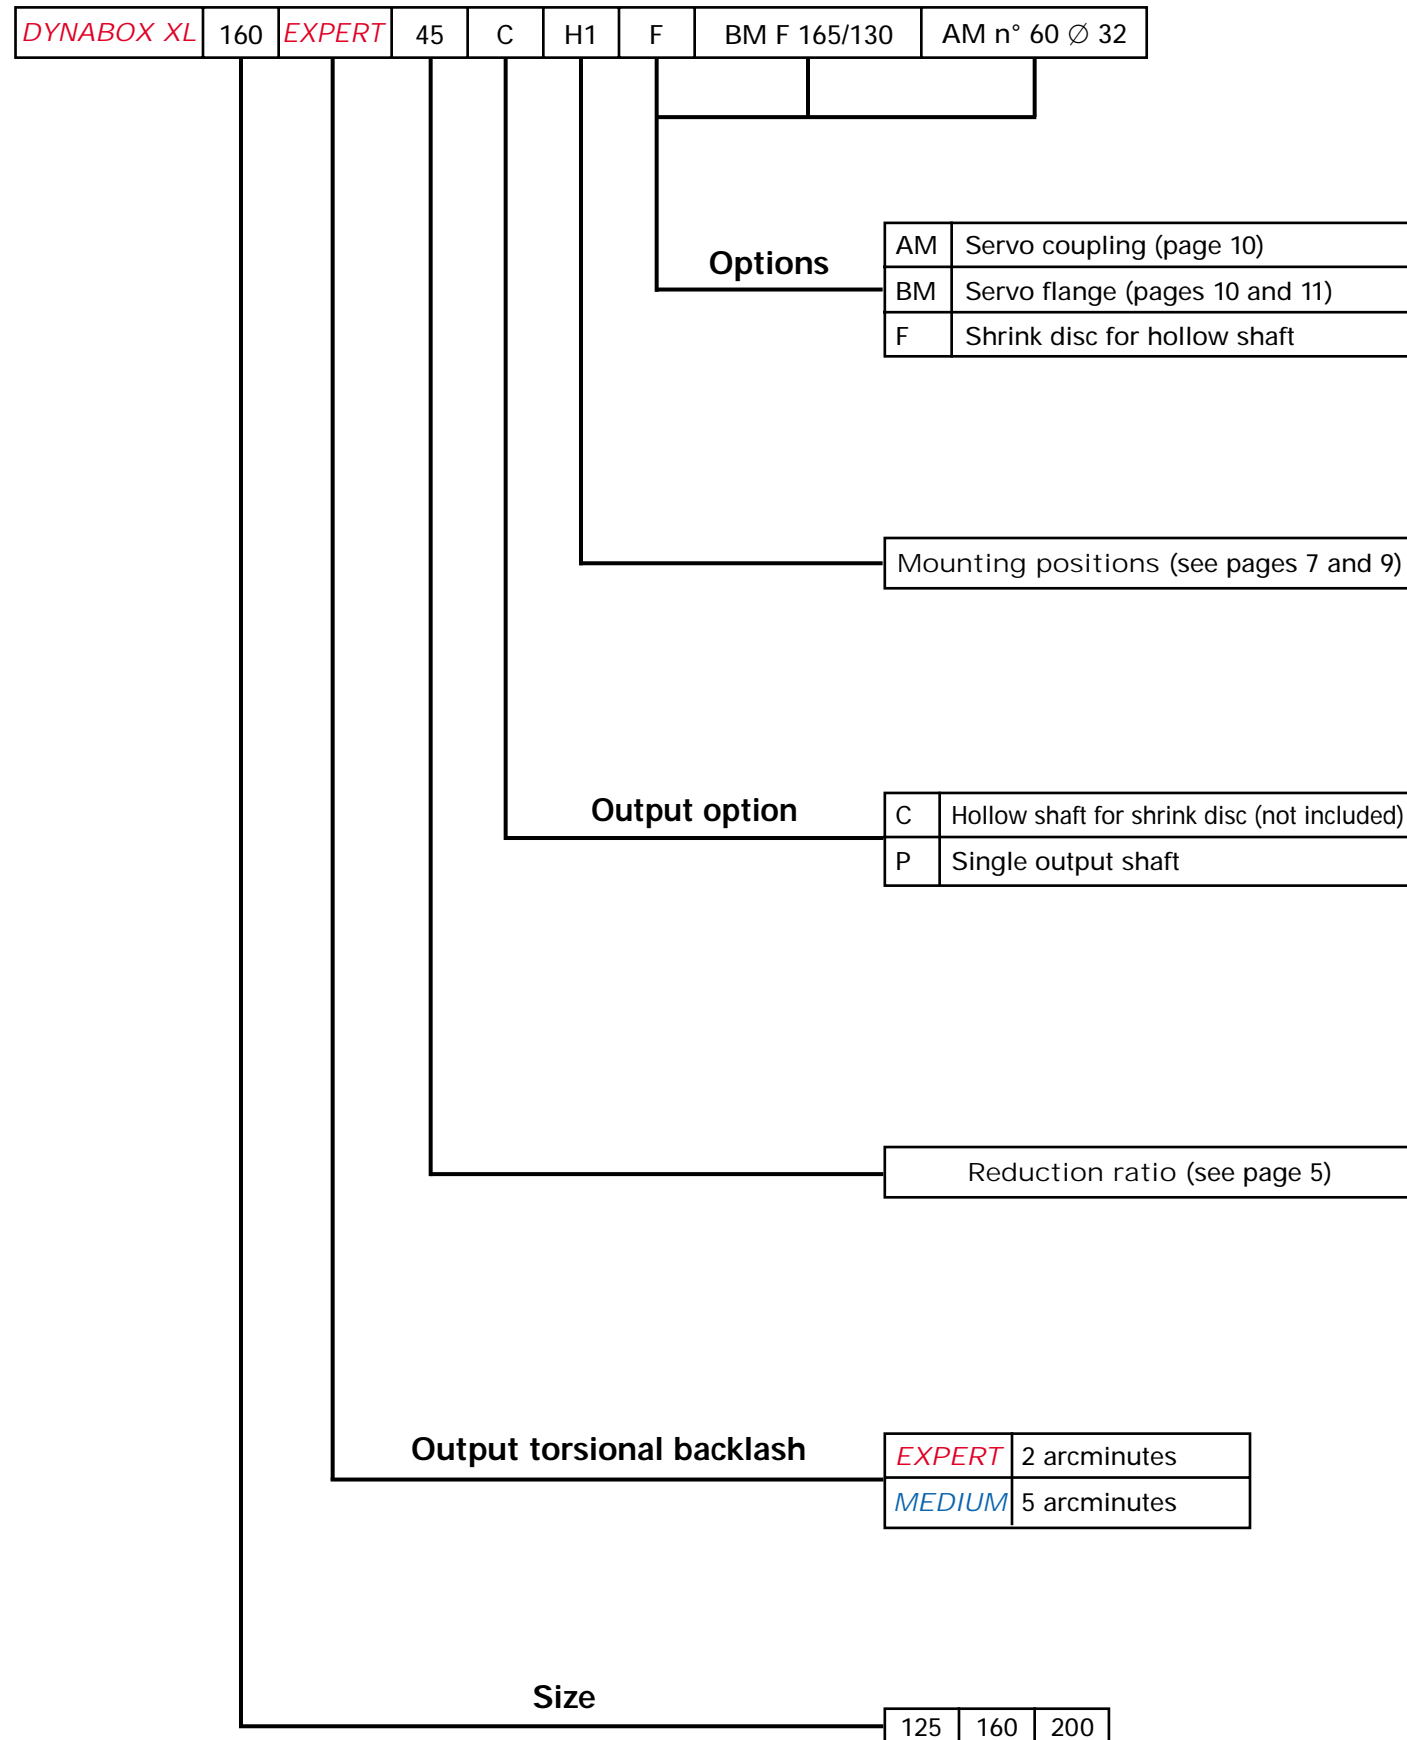 DYNABOX XL 160 EXPERT 45 C H1 F BM F 165/130 AM n° 60 ∅ 32
Options
AM Servo coupling (page 10)
BM Servo flange (pages 10 and 11)
F Shrink disc for hollow shaft
Mounting positions (see pages 7 and 9)
Output option
C Hollow shaft for shrink disc (not included)
P Single output shaft
Reduction ratio (see page 5)
Output torsional backlash
EXPERT 2 arcminutes
MEDIUM 5 arcminutes
Size
125 160 200